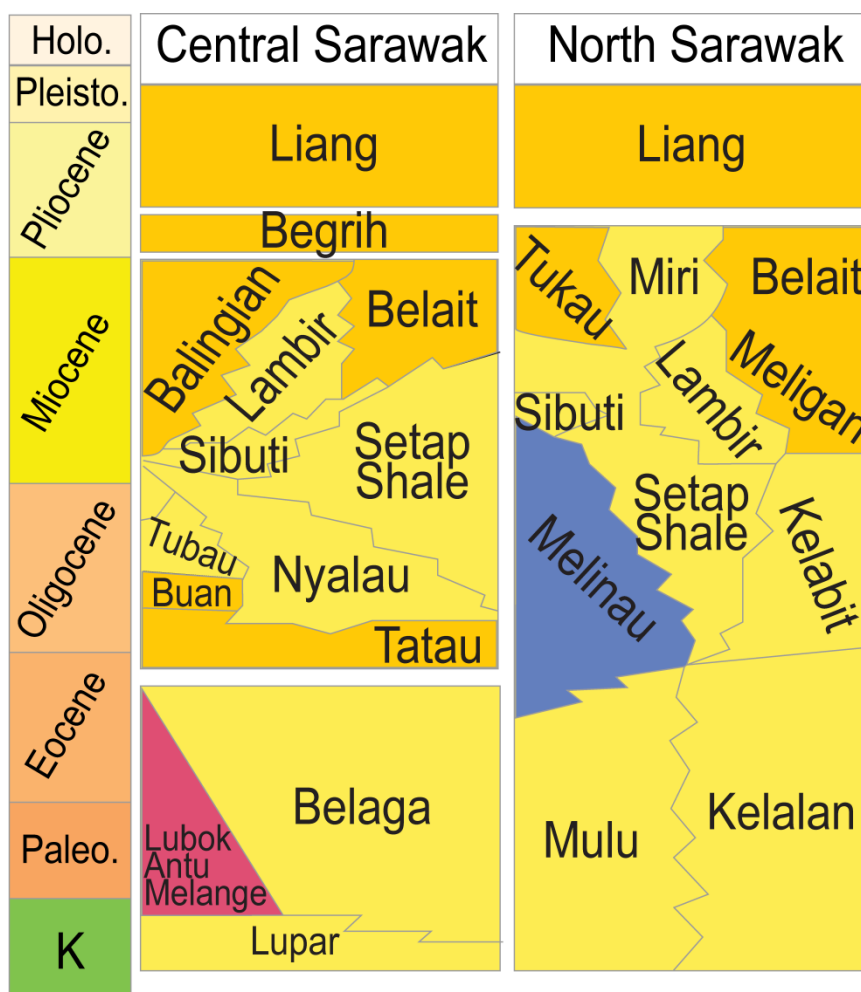 Holo.
Pleisto.
Pliocene
Miocene
Oligocene
Eocene
Paleo.
K
Central Sarawak
Liang
Begrih
Balingian
Lambir
Belait
Sibuti
Setap
Shale
Tubau
Nyalau
Buan
Tatau
Lubok
Antu
Melange
Belaga
Lupar
North Sarawak
Liang
Tukau
Miri
Belait
Meligan
Lambir
Sibuti
Setap
Shale
Melinau
Kelabit
Mulu
Kelalan